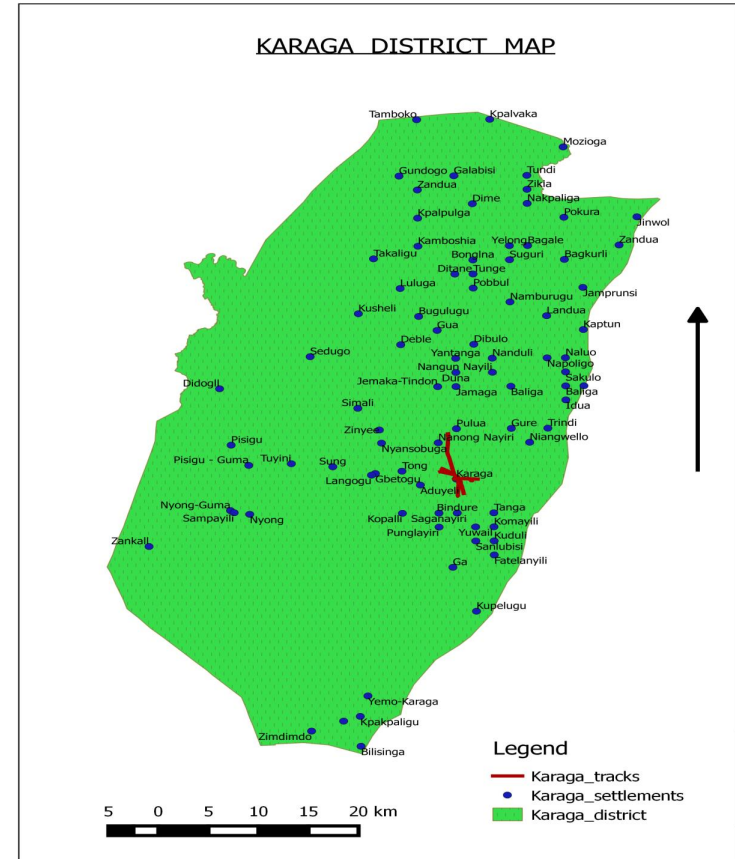 KARAGA DISTRICT MAP
Tamboko
Kpalvaka
Mozioga
Gundogo
Galabisi
Tundi
Zandua
Zikia
Dime
Nakpaliga
Kpalpulga
Pokura
Jinwol
Kamboshia
Yelong
Bagale
Zandua
Takaligu
Bongina
Suguri
Bagkurli
Ditane
Tunge
Luluga
Pobbul
Jamprunsi
Namburugu
Kusheli
Bugulugu
Landua
Gua
Kaptun
Deble
Dibulo
Sedugo
Yantanga
Nanduli
Naluo
Nangun Nayili
Napoligo
Didogli
Jemaka-Tindon
Duna
Sakulo
Jamaga
Baliga
Baliga
Simali
Idua
Zinyee
Pulua
Gure
Trindi
Pisigu
Nyansobuga
Nanong Nayiri
Niangwello
Pisigu - Guma
Tuyini
Sung
Tong
Karaga
Langogu
Gbetogu
Aduyeli
Nyong-Guma
Sampayili
Nyong
Kopalli
Bindure
Saganayiri
Tanga
Komayili
Punglayiri
Yuwaii
Kuduli
Zankali
Sanlubisi
Fatelanyili
Ga
Kupelugu
Yemo-Karaga
Kpakpaligu
Zimdimdo
Bilisinga
Legend
Karaga_tracks
Karaga_settlements
Karaga_district
5 0 5 10 15 20 km